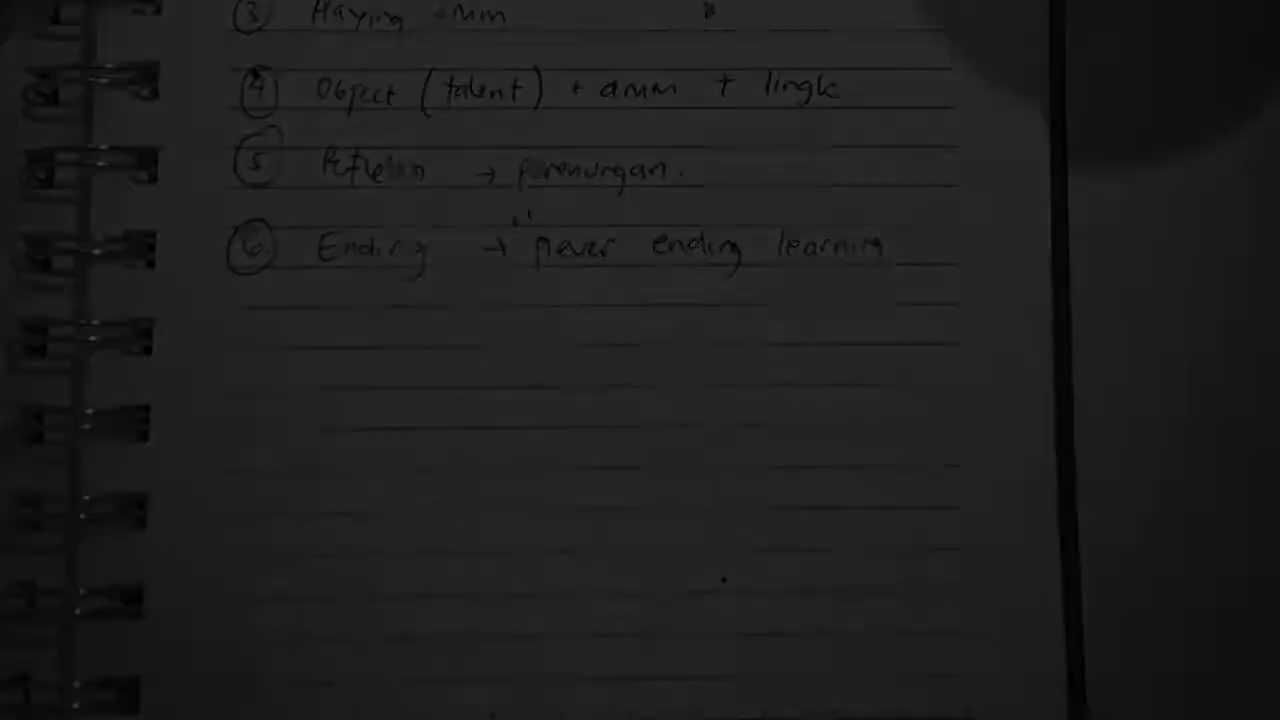 ③ Haying
④ Object (talent) + amm + lingk
⑤ Refleksi → perenungan.
⑥ Ending → "never ending learning